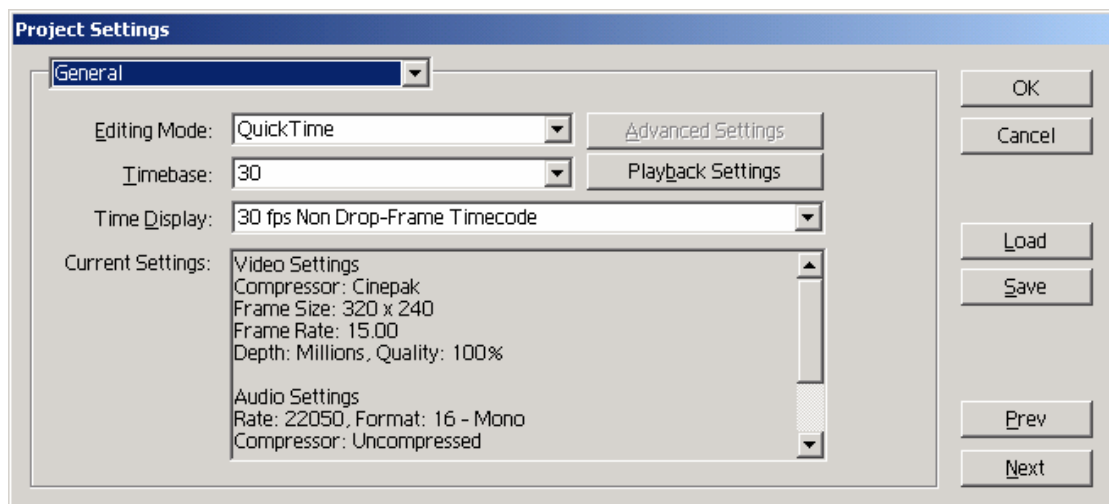 Project Settings
General
OK
Editing Mode: QuickTime Advanced Settings
Cancel
Timebase: 30 Playback Settings
Time Display: 30 fps Non Drop-Frame Timecode
Load
Current Settings:
Video Settings
Compressor: Cinepak
Save
Frame Size: 320 x 240
Frame Rate: 15.00
Depth: Millions, Quality: 100%
Audio Settings
Rate: 22050, Format: 16 - Mono
Compressor: Uncompressed
Prev
Next